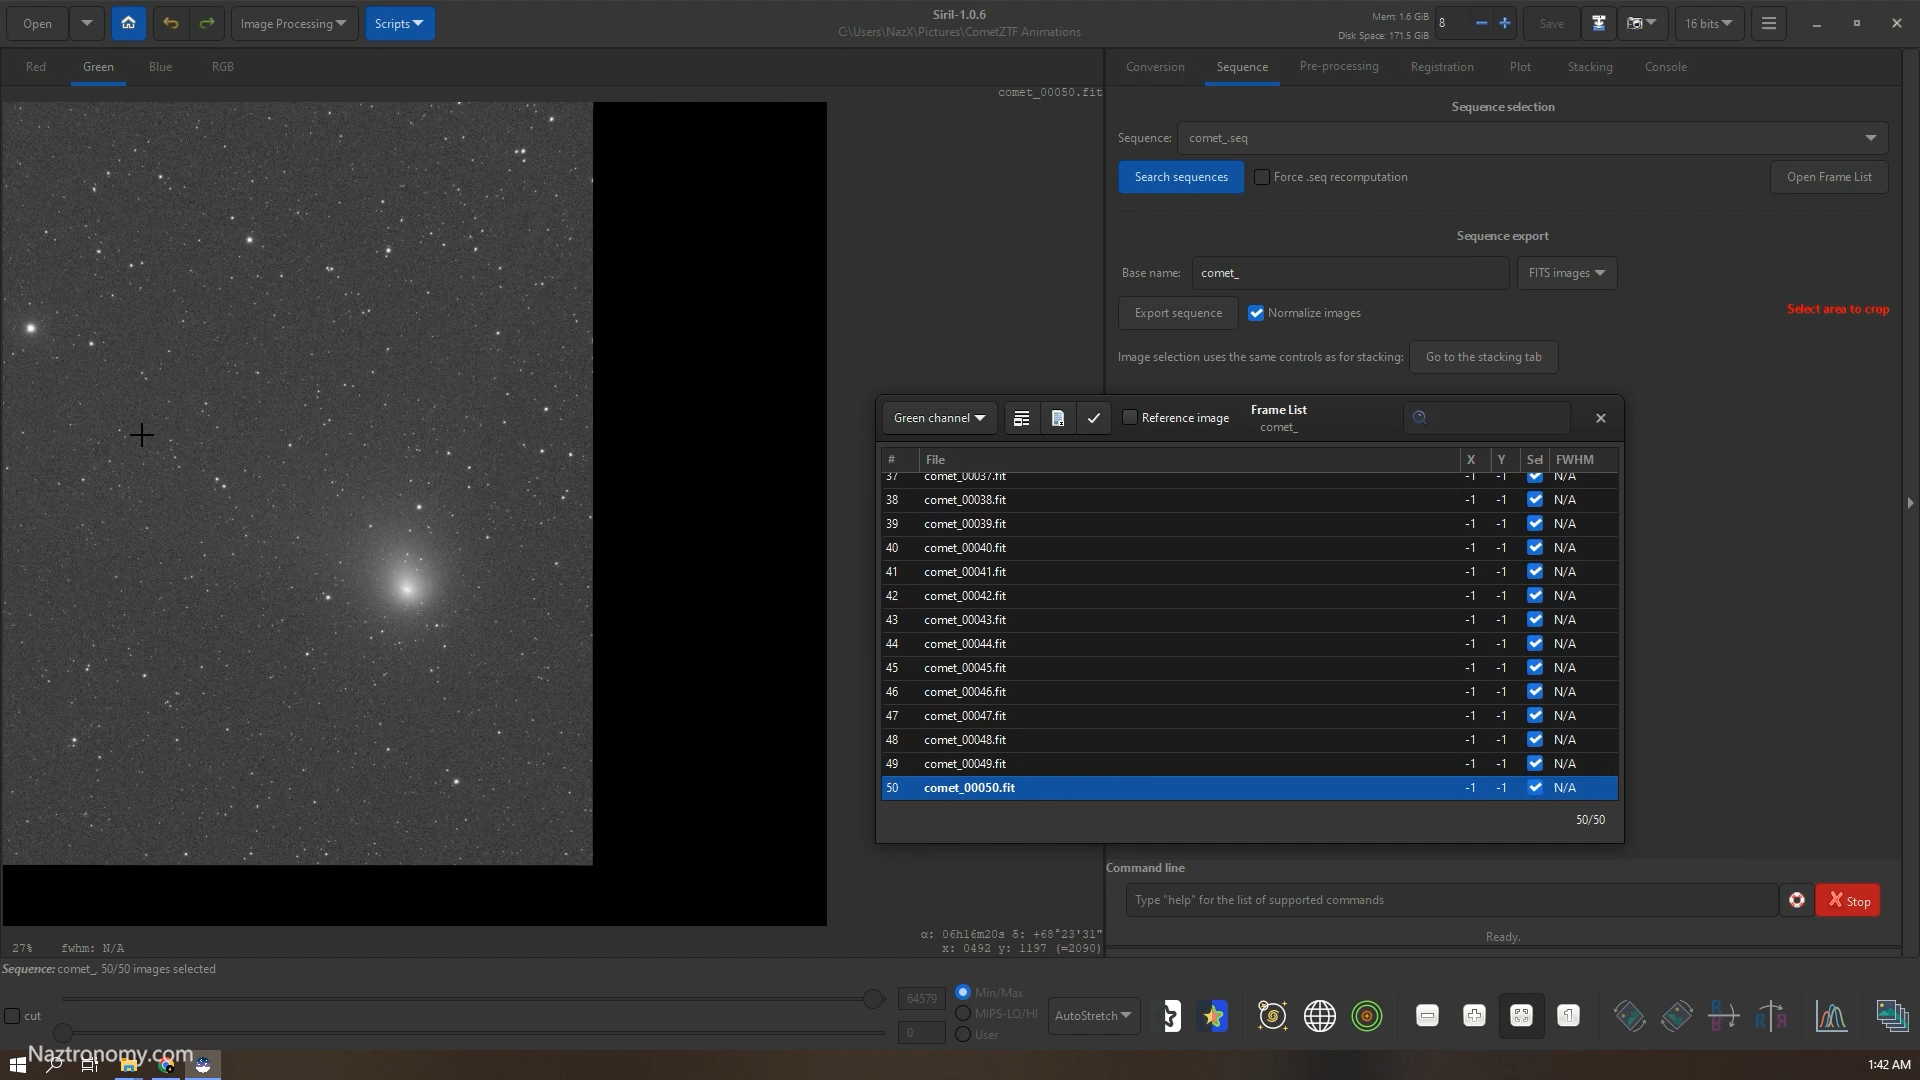 Open
Image Processing
Scripts
Siril-1.0.6
C:\Users\NazX\Pictures\CometZTF Animations
Mem: 1.6 GiB
Disk Space: 171.5 GiB
8
Save
16 bits
Red
Green
Blue
RGB
comet_00050.fit
Conversion
Sequence
Pre-processing
Registration
Plot
Stacking
Console
Sequence selection
Sequence:
comet_.seq
Search sequences
Force .seq recomputation
Open Frame List
Sequence export
Base name:
comet_
FITS images
Export sequence
Normalize images
Select area to crop
Image selection uses the same controls as for stacking:
Go to the stacking tab
Green channel
Reference image
Frame List
comet_
# File X Y Sel FWHM
37 comet_00037.fit -1 -1 N/A
38 comet_00038.fit -1 -1 N/A
39 comet_00039.fit -1 -1 N/A
40 comet_00040.fit -1 -1 N/A
41 comet_00041.fit -1 -1 N/A
42 comet_00042.fit -1 -1 N/A
43 comet_00043.fit -1 -1 N/A
44 comet_00044.fit -1 -1 N/A
45 comet_00045.fit -1 -1 N/A
46 comet_00046.fit -1 -1 N/A
47 comet_00047.fit -1 -1 N/A
48 comet_00048.fit -1 -1 N/A
49 comet_00049.fit -1 -1 N/A
50 comet_00050.fit -1 -1 N/A
50/50
Command line
Type "help" for the list of supported commands
Stop
Ready.
27%
fwhm: N/A
α: 06h16m20s δ: +68°23'31"
x: 0492 y: 1197 (=2090)
Sequence: comet_, 50/50 images selected
cut
64579
0
Min/Max
MIPS-LO/HI
User
AutoStretch
1
R
R
R R
Naztronomy.com
1:42 AM